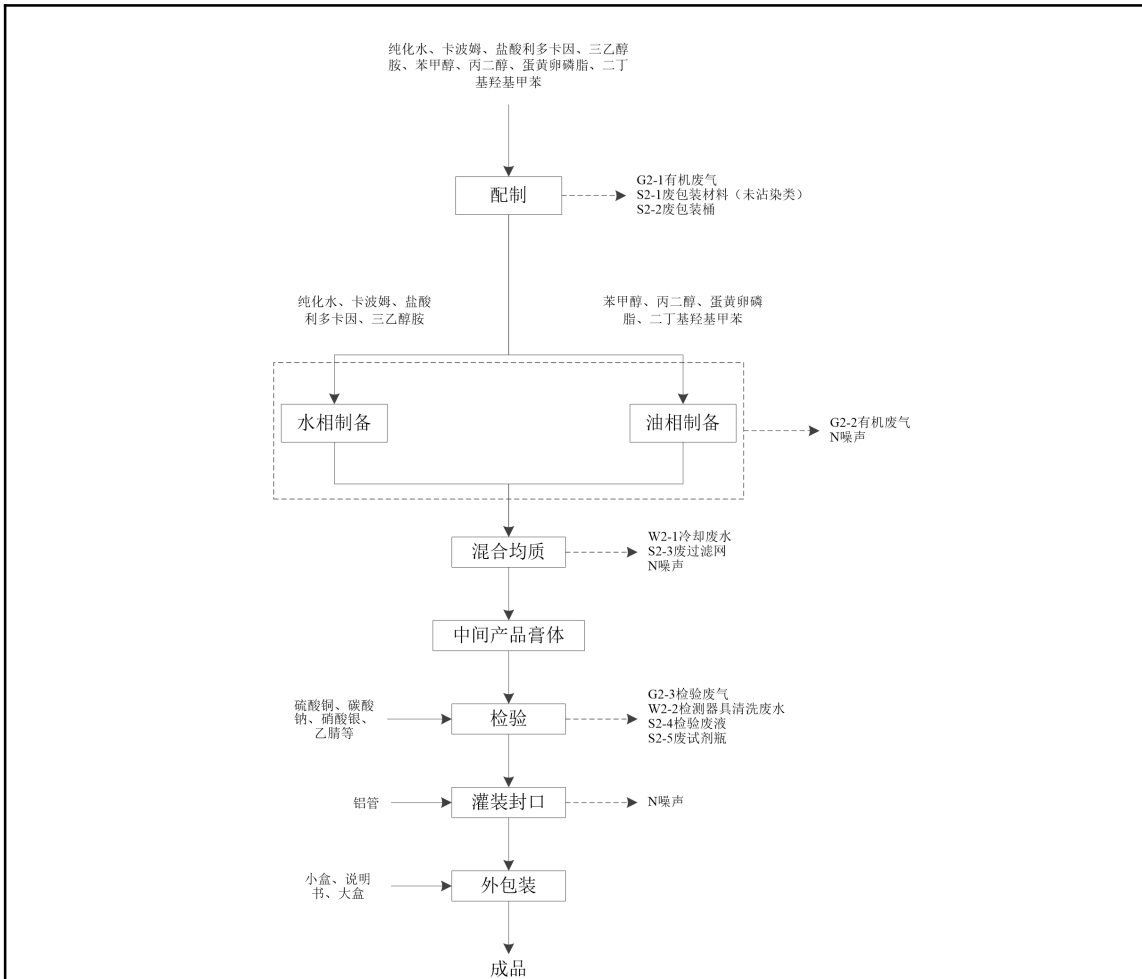 纯化水、卡波姆、盐酸利多卡因、三乙醇
胺、苯甲醇、丙二醇、蛋黄卵磷脂、二丁
基羟基甲苯
配制
G2-1有机废气
S2-1废包装材料（未沾染类）
S2-2废包装桶
纯化水、卡波姆、盐酸
利多卡因、三乙醇胺
苯甲醇、丙二醇、蛋黄卵磷
脂、二丁基羟基甲苯
水相制备
油相制备
G2-2有机废气
N噪声
混合均质
W2-1冷却废水
S2-3废过滤网
N噪声
中间产品膏体
硫酸铜、碳酸
钠、硝酸银、
乙腈等
检验
G2-3检验废气
W2-2检测器具清洗废水
S2-4检验废液
S2-5废试剂瓶
铝管
灌装封口
N噪声
小盒、说明
书、大盒
外包装
成品